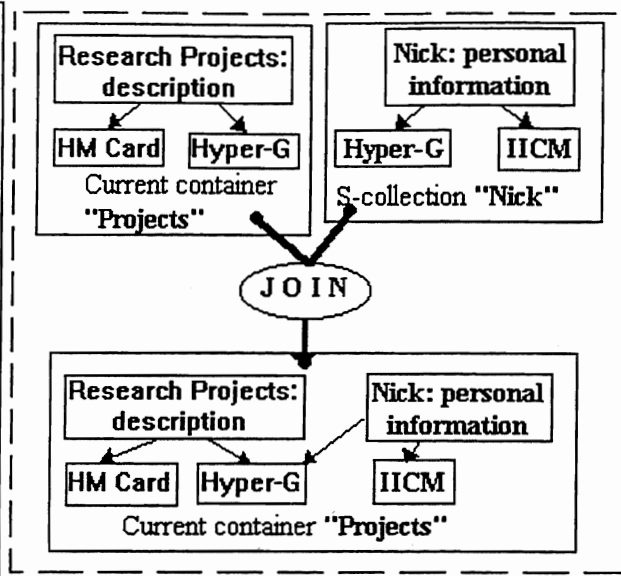 Research Projects:
description
HM Card
Hyper-G
Current container
"Projects"
Nick: personal
information
Hyper-G
IICM
S-collection "Nick"
JOIN
Research Projects:
description
Nick: personal
information
HM Card
Hyper-G
IICM
Current container "Projects"